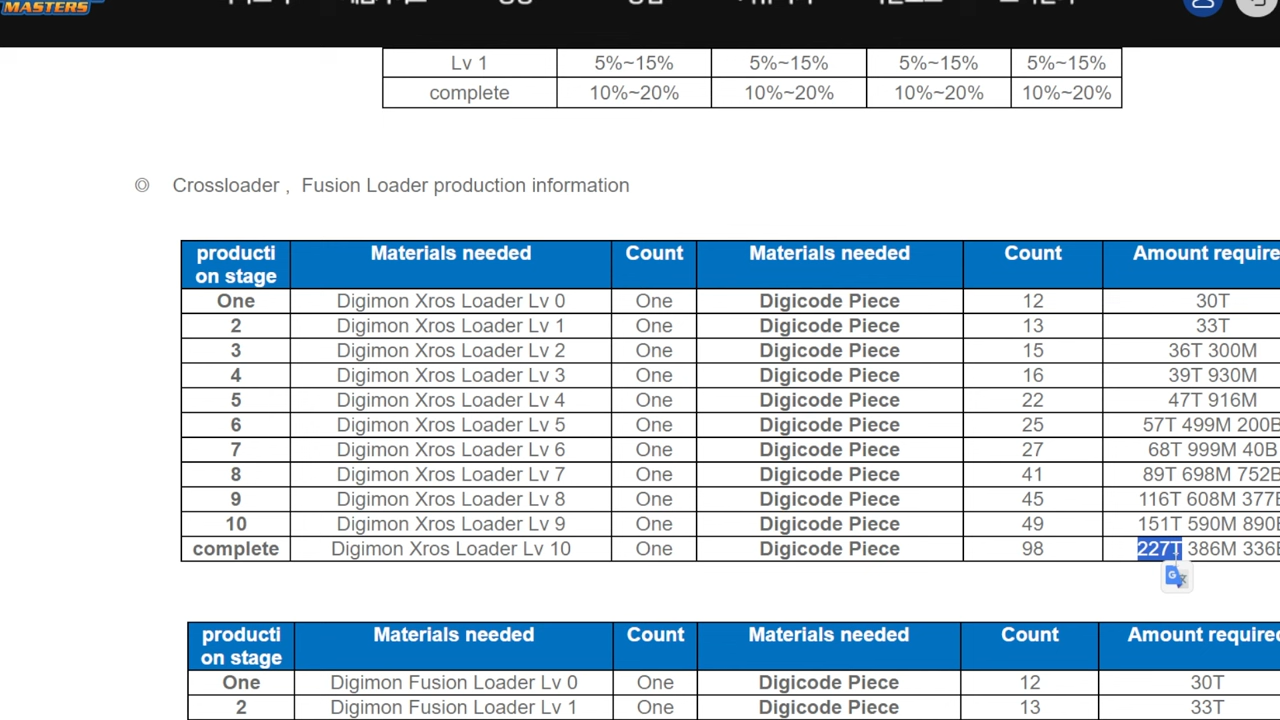 MASTERS
Lv 1 5%~15% 5%~15% 5%~15% 5%~15%
complete 10%~20% 10%~20% 10%~20% 10%~20%
◎ Crossloader , Fusion Loader production information
producti
on stage Materials needed Count Materials needed Count Amount require
One Digimon Xros Loader Lv 0 One Digicode Piece 12 30T
2 Digimon Xros Loader Lv 1 One Digicode Piece 13 33T
3 Digimon Xros Loader Lv 2 One Digicode Piece 15 36T 300M
4 Digimon Xros Loader Lv 3 One Digicode Piece 16 39T 930M
5 Digimon Xros Loader Lv 4 One Digicode Piece 22 47T 916M
6 Digimon Xros Loader Lv 5 One Digicode Piece 25 57T 499M 200B
7 Digimon Xros Loader Lv 6 One Digicode Piece 27 68T 999M 40B
8 Digimon Xros Loader Lv 7 One Digicode Piece 41 89T 698M 752B
9 Digimon Xros Loader Lv 8 One Digicode Piece 45 116T 608M 377B
10 Digimon Xros Loader Lv 9 One Digicode Piece 49 151T 590M 890B
complete Digimon Xros Loader Lv 10 One Digicode Piece 98 227T 386M 336B
producti
on stage Materials needed Count Materials needed Count Amount require
One Digimon Fusion Loader Lv 0 One Digicode Piece 12 30T
2 Digimon Fusion Loader Lv 1 One Digicode Piece 13 33T